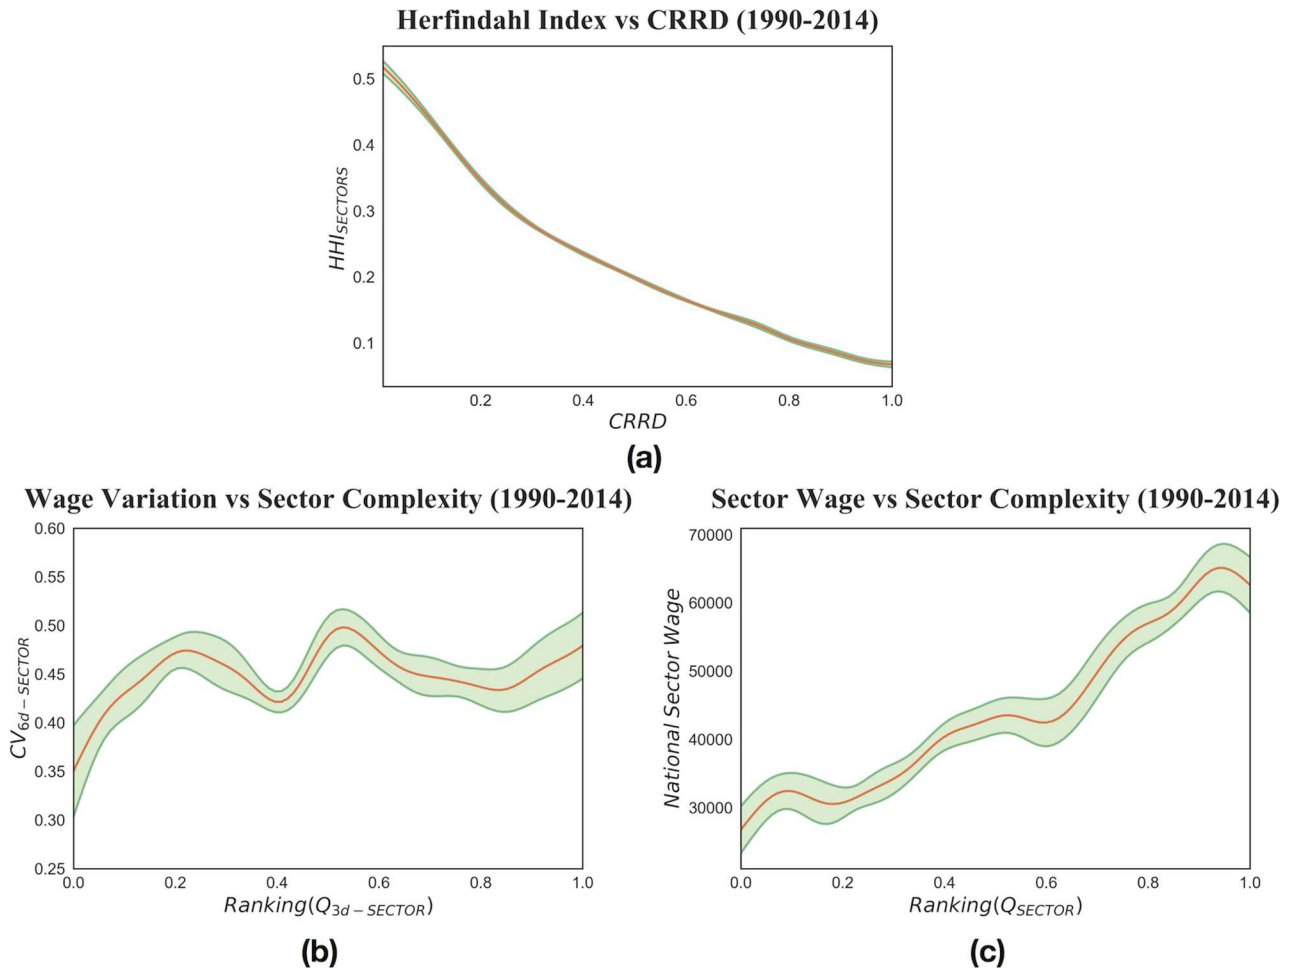 Herfindahl Index vs CRRD (1990-2014)
0.5
0.4
0.3
0.2
0.1
HHI_SECTORS
0.2 0.4 0.6 0.8 1.0
CRRD
(a)
Wage Variation vs Sector Complexity (1990-2014)
0.60
0.55
0.50
0.45
0.40
0.35
0.30
0.25
CV_6d−SECTOR
0.0 0.2 0.4 0.6 0.8 1.0
Ranking(Q_3d−SECTOR)
(b)
Sector Wage vs Sector Complexity (1990-2014)
70000
60000
50000
40000
30000
National Sector Wage
0.0 0.2 0.4 0.6 0.8 1.0
Ranking(Q_SECTOR)
(c)